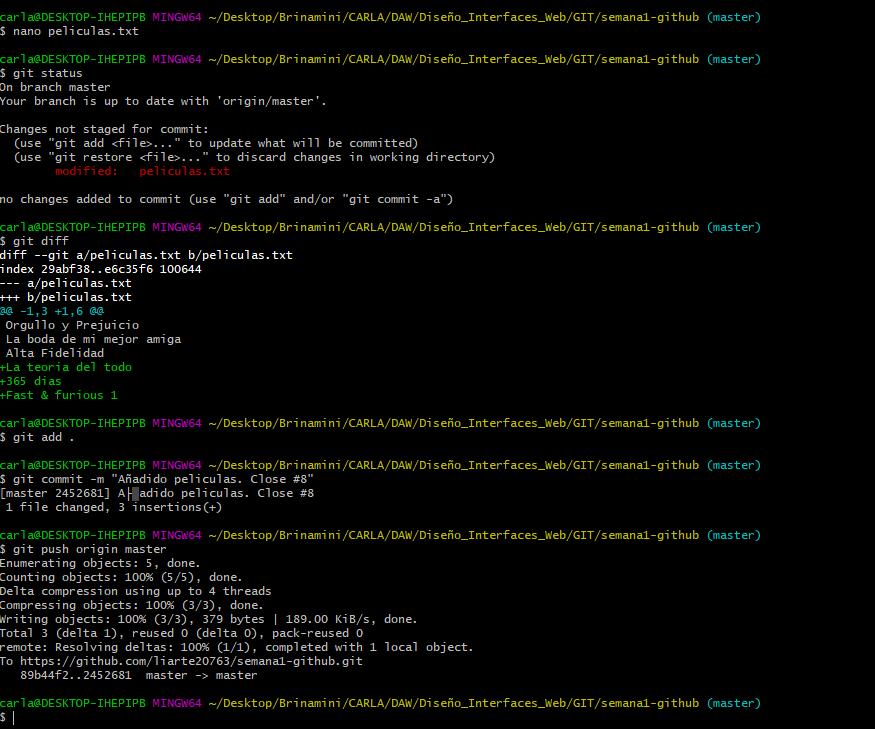 carla@DESKTOP-IHEPIPB MINGW64 ~/Desktop/Brinamini/CARLA/DAW/Diseño_Interfaces_Web/GIT/semana1-github (master)
$ nano peliculas.txt
carla@DESKTOP-IHEPIPB MINGW64 ~/Desktop/Brinamini/CARLA/DAW/Diseño_Interfaces_Web/GIT/semana1-github (master)
$ git status
On branch master
Your branch is up to date with 'origin/master'.
Changes not staged for commit:
  (use "git add <file>..." to update what will be committed)
  (use "git restore <file>..." to discard changes in working directory)
        modified:   peliculas.txt
no changes added to commit (use "git add" and/or "git commit -a")
carla@DESKTOP-IHEPIPB MINGW64 ~/Desktop/Brinamini/CARLA/DAW/Diseño_Interfaces_Web/GIT/semana1-github (master)
$ git diff
diff --git a/peliculas.txt b/peliculas.txt
index 29abf38..e6c35f6 100644
--- a/peliculas.txt
+++ b/peliculas.txt
@@ -1,3 +1,6 @@
 Orgullo y Prejuicio
 La boda de mi mejor amiga
 Alta Fidelidad
+La teoria del todo
+365 dias
+Fast & furious 1
carla@DESKTOP-IHEPIPB MINGW64 ~/Desktop/Brinamini/CARLA/DAW/Diseño_Interfaces_Web/GIT/semana1-github (master)
$ git add .
carla@DESKTOP-IHEPIPB MINGW64 ~/Desktop/Brinamini/CARLA/DAW/Diseño_Interfaces_Web/GIT/semana1-github (master)
$ git commit -m "Añadido peliculas. Close #8"
[master 2452681] A├▒adido peliculas. Close #8
 1 file changed, 3 insertions(+)
carla@DESKTOP-IHEPIPB MINGW64 ~/Desktop/Brinamini/CARLA/DAW/Diseño_Interfaces_Web/GIT/semana1-github (master)
$ git push origin master
Enumerating objects: 5, done.
Counting objects: 100% (5/5), done.
Delta compression using up to 4 threads
Compressing objects: 100% (3/3), done.
Writing objects: 100% (3/3), 379 bytes | 189.00 KiB/s, done.
Total 3 (delta 1), reused 0 (delta 0), pack-reused 0
remote: Resolving deltas: 100% (1/1), completed with 1 local object.
To https://github.com/liarte20763/semana1-github.git
   89b44f2..2452681  master -> master
carla@DESKTOP-IHEPIPB MINGW64 ~/Desktop/Brinamini/CARLA/DAW/Diseño_Interfaces_Web/GIT/semana1-github (master)
$